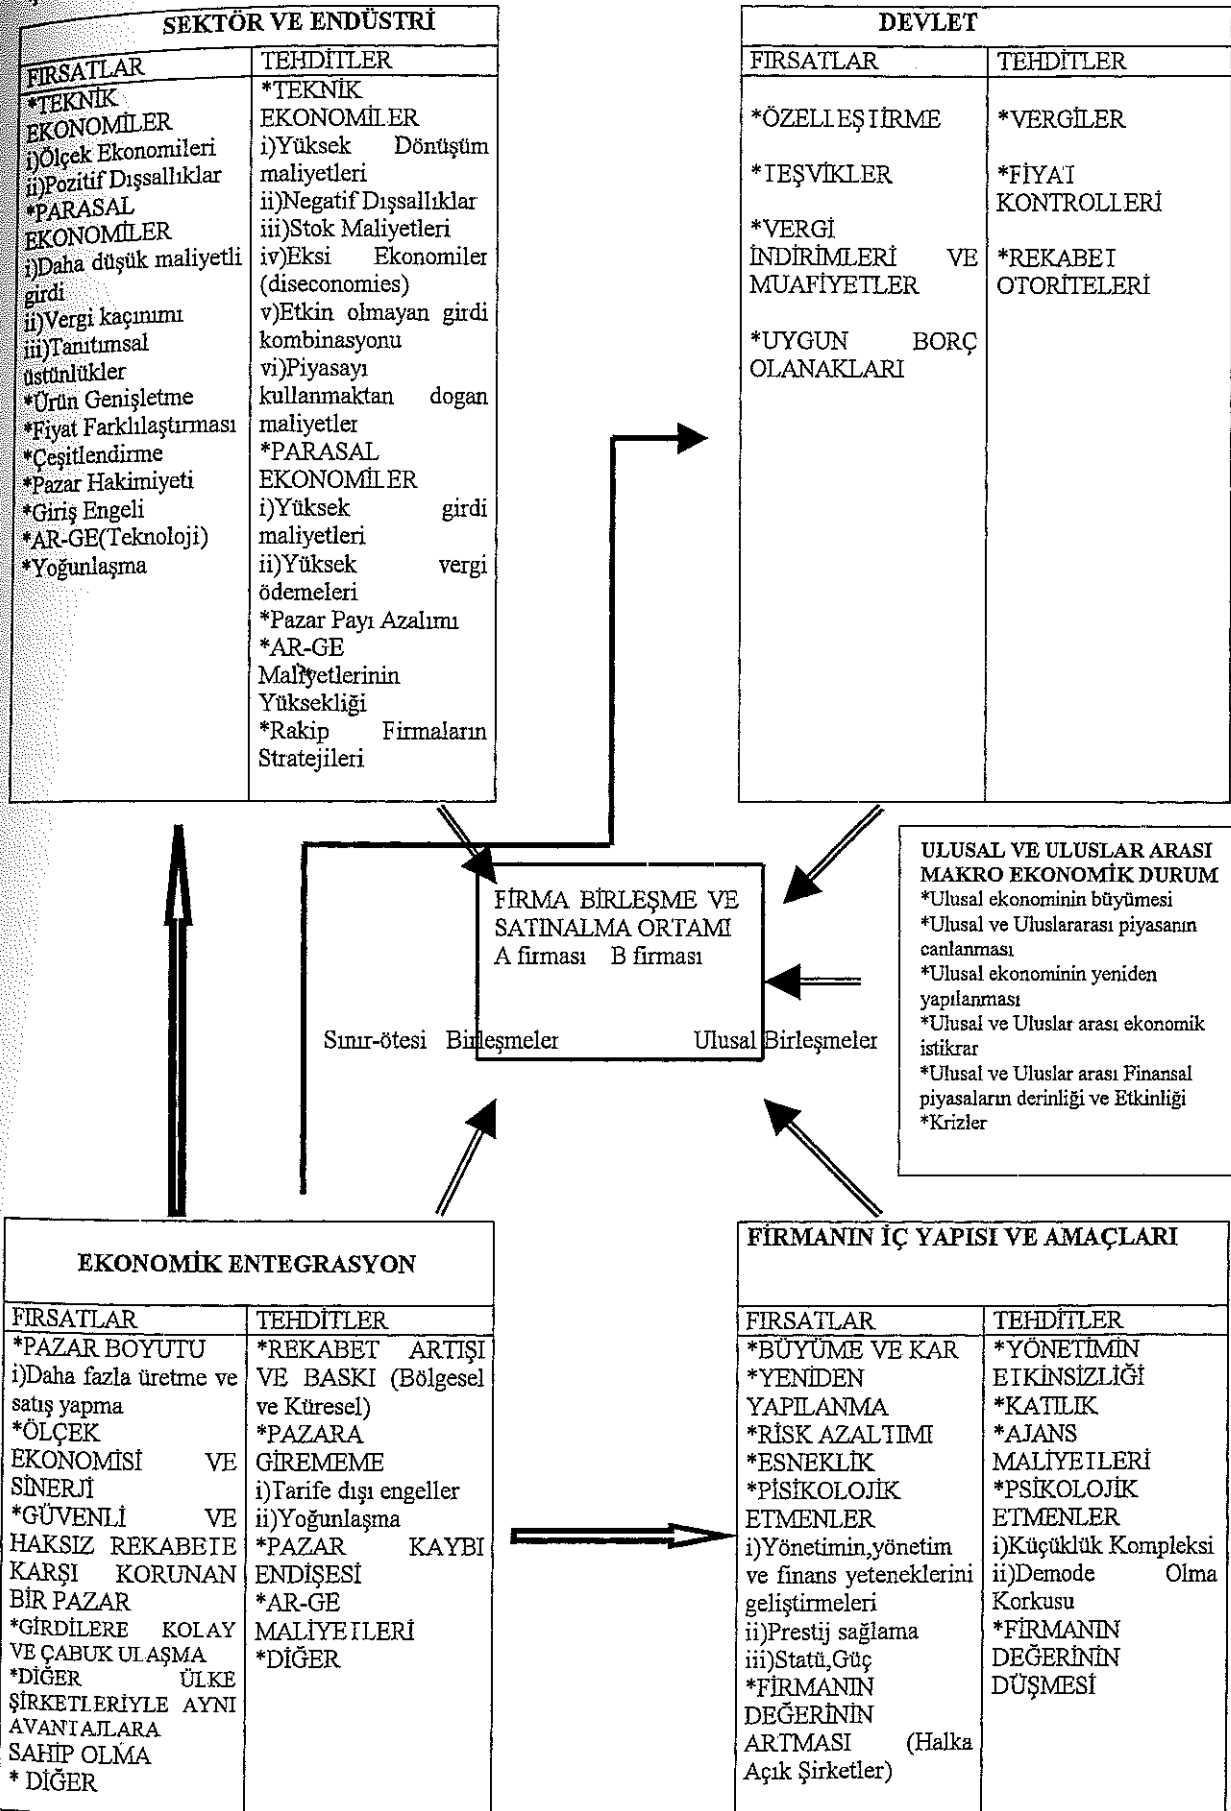 SEKTÖR VE ENDÜSTRİ
FIRSATLAR
*TEKNİK
EKONOMİLER
i)Ölçek Ekonomileri
ii)Pozitif Dışsallıklar
*PARASAL
EKONOMİLER
i)Daha düşük maliyetli
girdi
ii)Vergi kaçınımı
iii)Tanıtımsal
üstünlükler
*Ürün Genişletme
*Fiyat Farklılaştırması
*Çeşitlendirme
*Pazar Hakimiyeti
*Giriş Engeli
*AR-GE(Teknoloji)
*Yoğunlaşma
TEHDİTLER
*TEKNİK
EKONOMİLER
i)Yüksek Dönüşüm
maliyetleri
ii)Negatif Dışsallıklar
iii)Stok Maliyetleri
iv)Eksi Ekonomiler
(diseconomies)
v)Etkin olmayan girdi
kombinasyonu
vi)Piyasayı
kullanmaktan dogan
maliyetler
*PARASAL
EKONOMİLER
i)Yüksek girdi
maliyetleri
ii)Yüksek vergi
ödemeleri
*Pazar Payı Azalımı
*AR-GE
Maliyetlerinin
Yüksekliği
*Rakip Firmaların
Stratejileri
DEVLET
FIRSATLAR
*ÖZELLEŞTİRME
*TEŞVİKLER
*VERGİ
İNDİRİMLERİ VE
MUAFİYETLER
*UYGUN BORÇ
OLANAKLARI
TEHDİTLER
*VERGİLER
*FİYAT
KONTROLLERİ
*REKABET
OTORİTELERİ
FİRMA BİRLEŞME VE
SATINALMA ORTAMI
A firması B firması
Sınır-ötesi Birleşmeler Ulusal Birleşmeler
ULUSAL VE ULUSLAR ARASI
MAKRO EKONOMİK DURUM
*Ulusal ekonominin büyümesi
*Ulusal ve Uluslararası piyasanın
canlanması
*Ulusal ekonominin yeniden
yapılanması
*Ulusal ve Uluslar arası ekonomik
istikrar
*Ulusal ve Uluslar arası Finansal
piyasaların derinliği ve Etkinliği
*Krizler
EKONOMİK ENTEGRASYON
FIRSATLAR
*PAZAR BOYUTU
i)Daha fazla üretme ve
satış yapma
*ÖLÇEK
EKONOMİSİ VE
SİNERJİ
*GÜVENLİ VE
HAKSIZ REKABETE
KARŞI KORUNAN
BİR PAZAR
*GİRDİLERE KOLAY
VE ÇABUK ULAŞMA
*DİĞER ÜLKE
ŞİRKETLERİYLE AYNI
AVANTAJLARA
SAHİP OLMA
* DİĞER
TEHDİTLER
*REKABET ARTIŞI
VE BASKI (Bölgesel
ve Küresel)
*PAZARA
GİREMEME
i)Tarife dışı engeller
ii)Yoğunlaşma
*PAZAR KAYBI
ENDİŞESİ
*AR-GE
MALİYETLERİ
*DİĞER
FİRMANIN İÇ YAPISI VE AMAÇLARI
FIRSATLAR
*BÜYÜME VE KAR
*YENİDEN
YAPILANMA
*RİSK AZALTIMI
*ESNEKLİK
*PİSİKOLOJİK
ETMENLER
i)Yönetimin,yönetim
ve finans yeteneklerini
geliştirmeleri
ii)Prestij sağlama
iii)Statü,Güç
*FİRMANIN
DEĞERİNİN
ARTMASI (Halka
Açık Şirketler)
TEHDİTLER
*YÖNETİMİN
ETKİNSİZLİĞİ
*KATILIK
*AJANS
MALİYETLERİ
*PSİKOLOJİK
ETMENLER
i)Küçüklük Kompleksi
ii)Demode Olma
Korkusu
*FİRMANIN
DEĞERİNİN
DÜŞMESİ